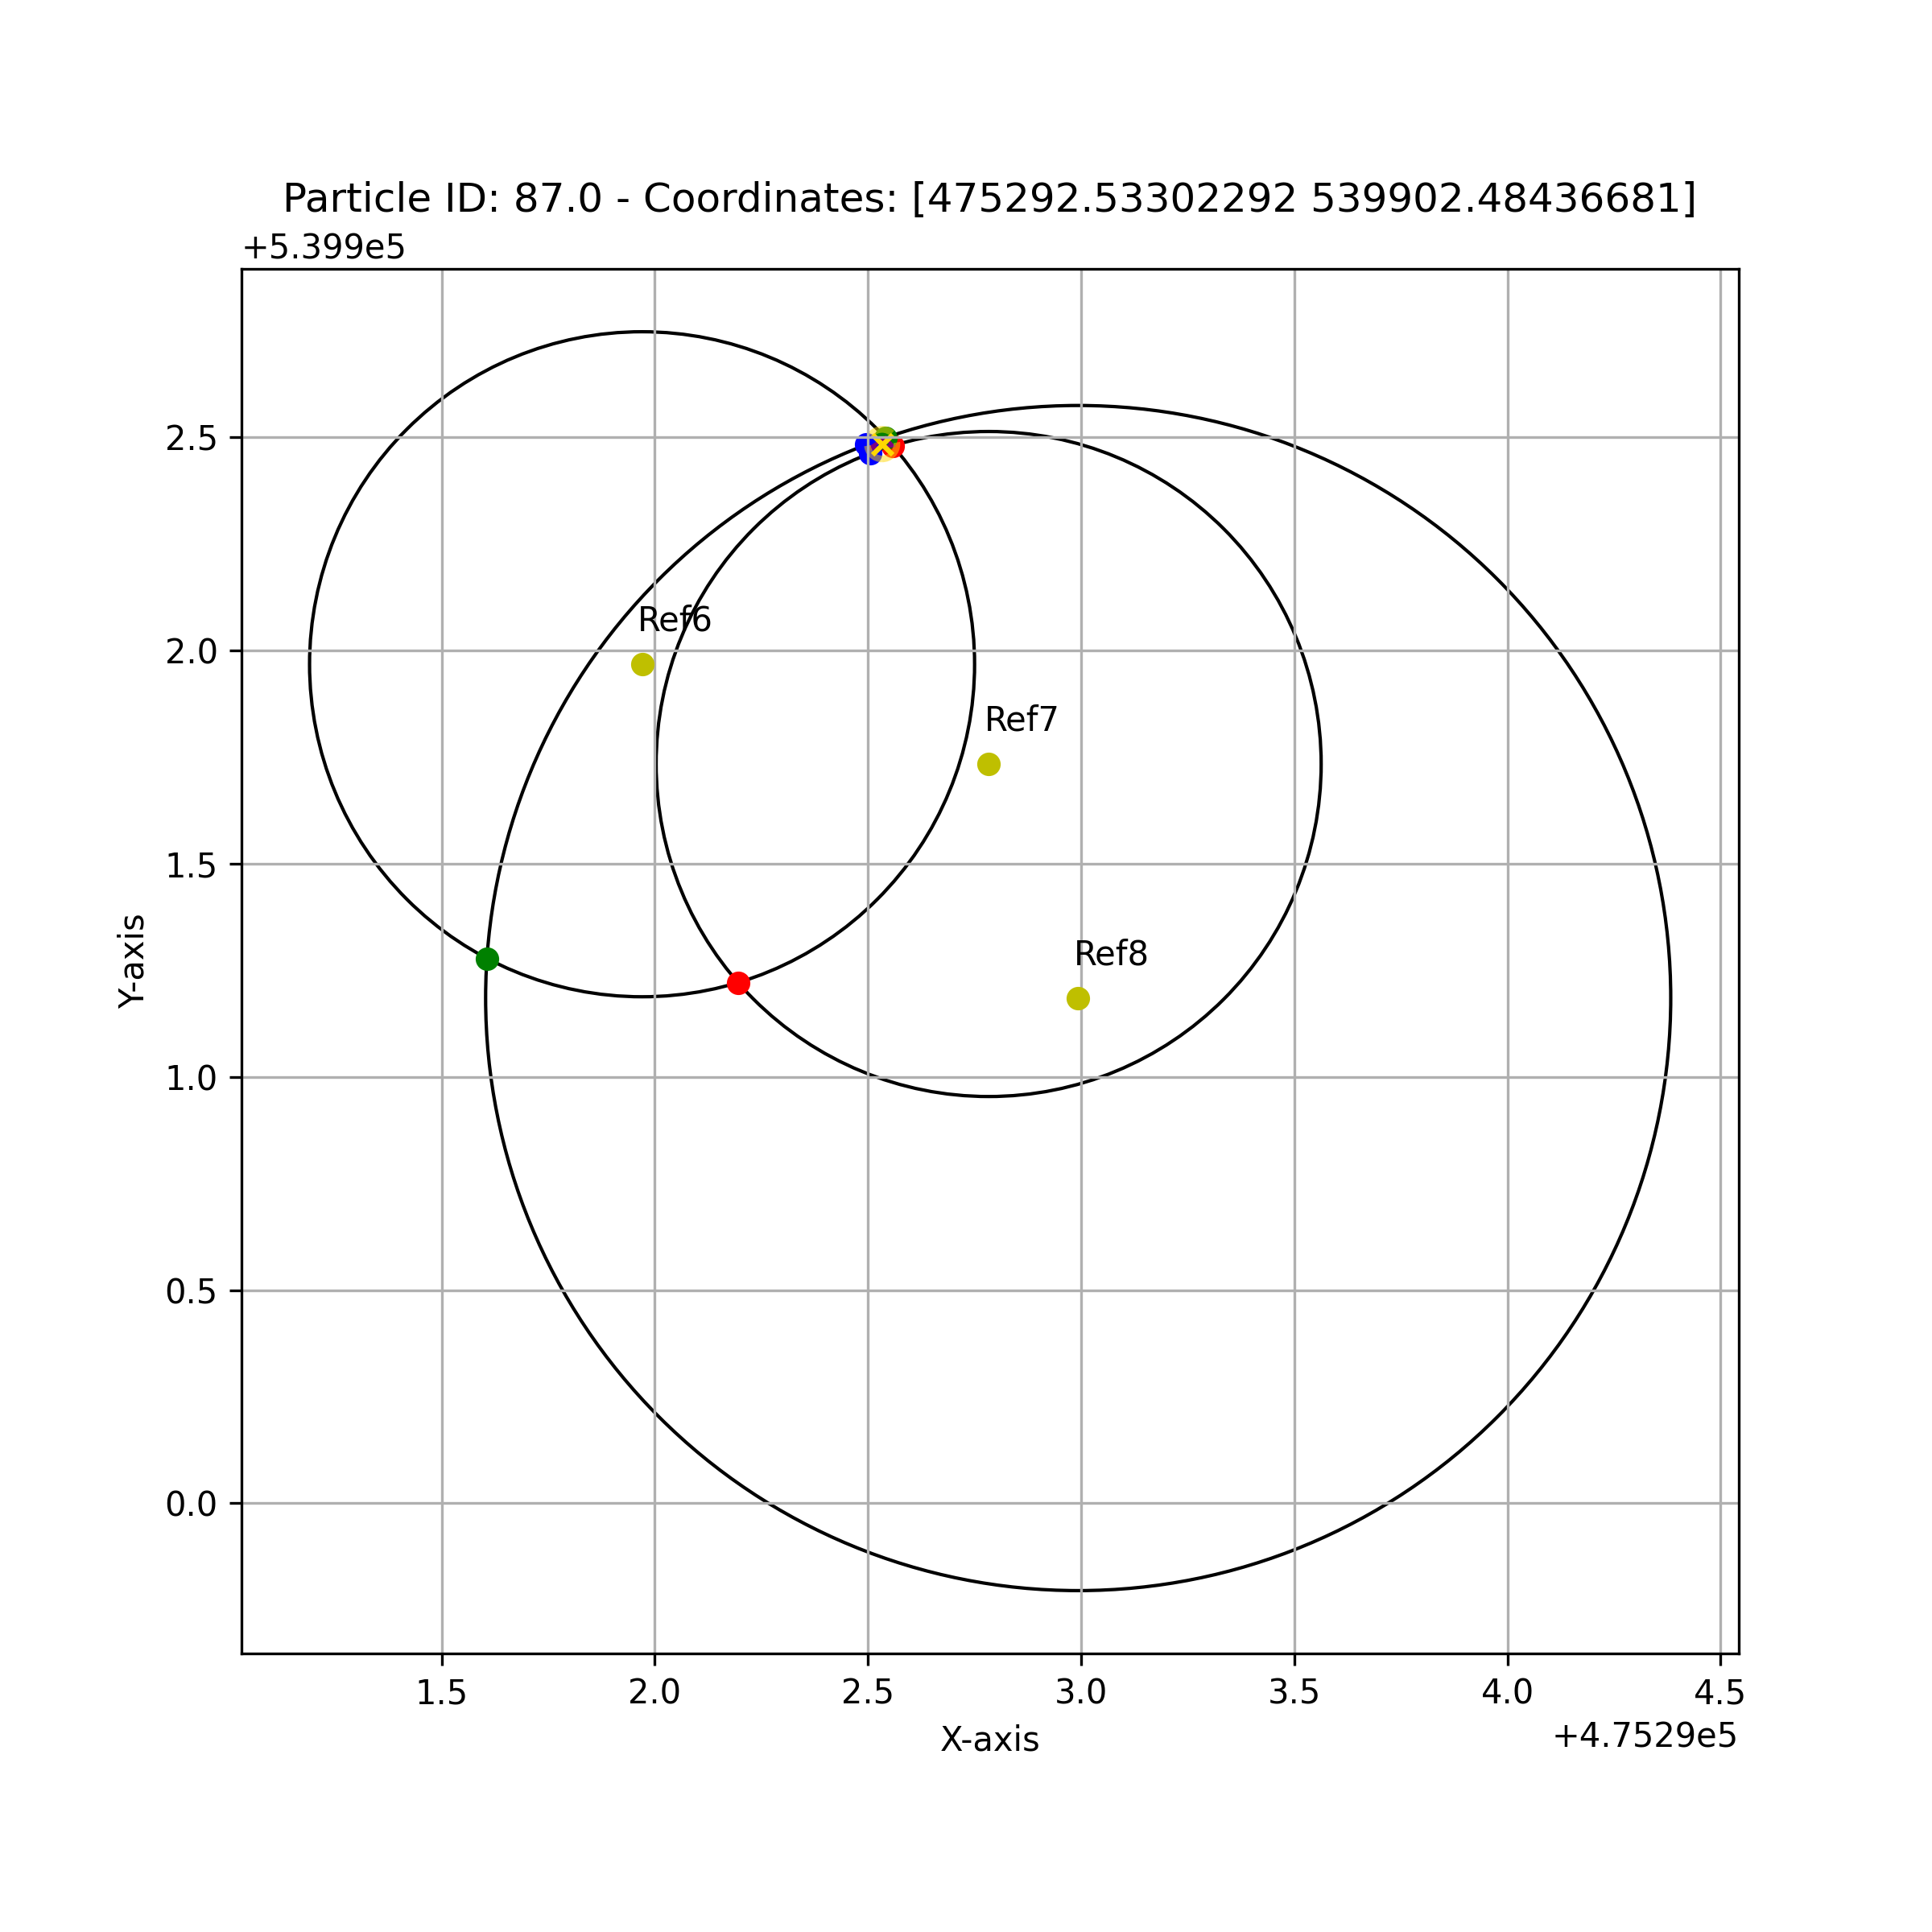 Particle ID: 87.0 - Coordinates: [475292.53302292 539902.48436681]
+5.399e5
2.5
2.0
1.5
1.0
0.5
0.0
Y-axis
Ref6
Ref7
Ref8
1.5 2.0 2.5 3.0 3.5 4.0 4.5
X-axis
+4.7529e5